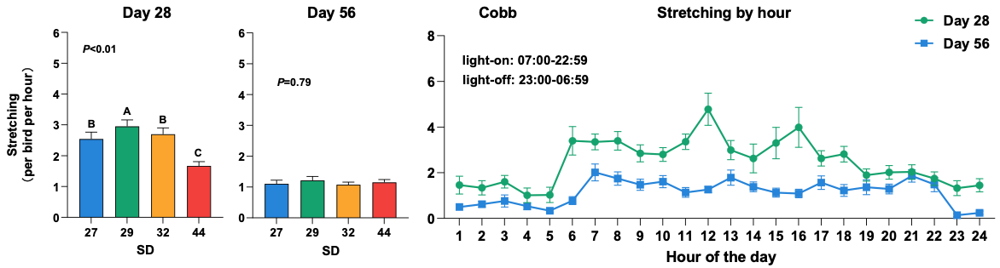 Day 28
Day 56
Cobb
Stretching by hour
Day 28
Day 56
Stretching
(per bird per hour)
6
5
4
3
2
1
0
P<0.01
B
A
B
C
27
29
32
44
SD
6
5
4
3
2
1
0
P=0.79
27
29
32
44
SD
8
6
4
2
0
light-on: 07:00-22:59
light-off: 23:00-06:59
1 2 3 4 5 6 7 8 9 10 11 12 13 14 15 16 17 18 19 20 21 22 23 24
Hour of the day